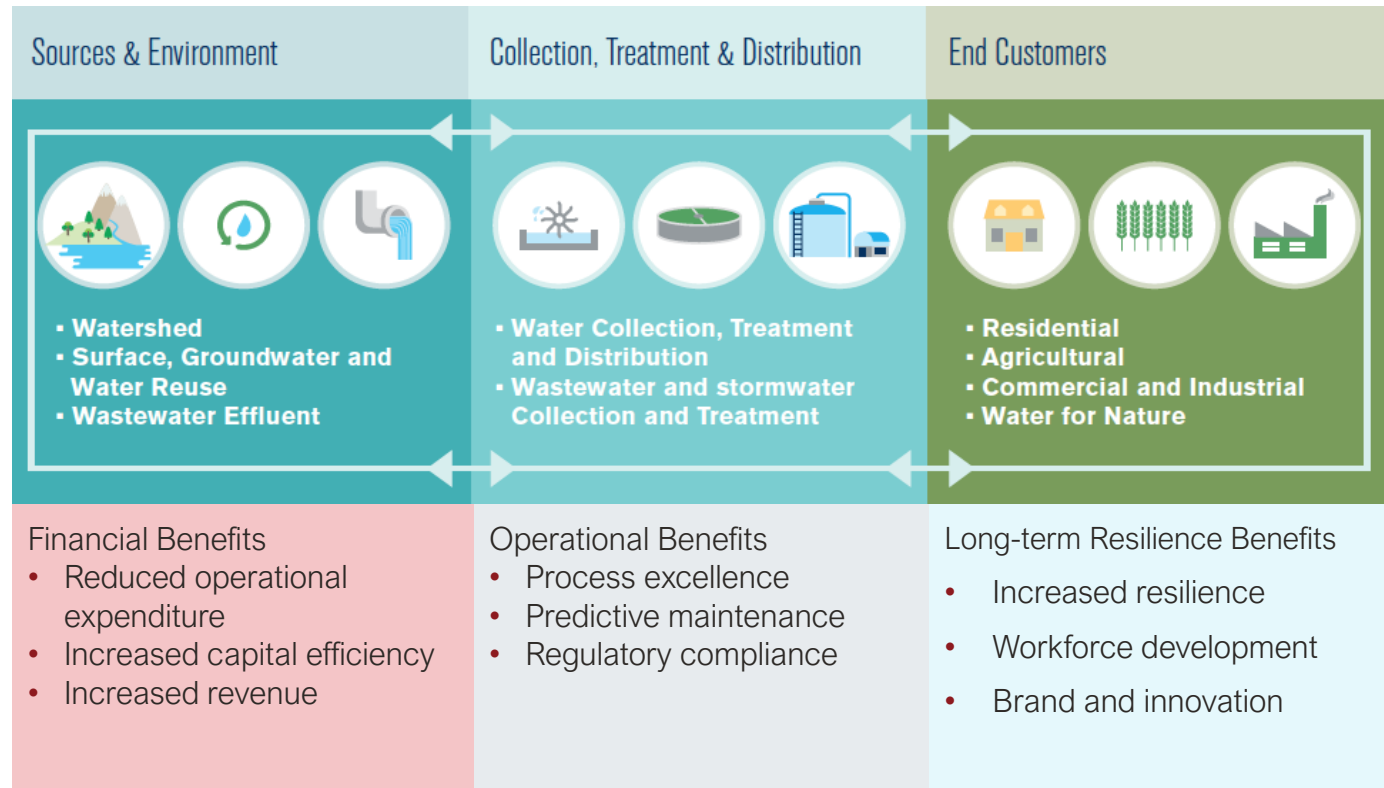 Sources & Environment
Collection, Treatment & Distribution
End Customers
▪ Watershed
▪ Surface, Groundwater and
Water Reuse
▪ Wastewater Effluent
▪ Water Collection, Treatment
and Distribution
▪ Wastewater and stormwater
Collection and Treatment
▪ Residential
▪ Agricultural
▪ Commercial and Industrial
▪ Water for Nature
Financial Benefits
• Reduced operational
expenditure
• Increased capital efficiency
• Increased revenue
Operational Benefits
• Process excellence
• Predictive maintenance
• Regulatory compliance
Long-term Resilience Benefits
• Increased resilience
• Workforce development
• Brand and innovation